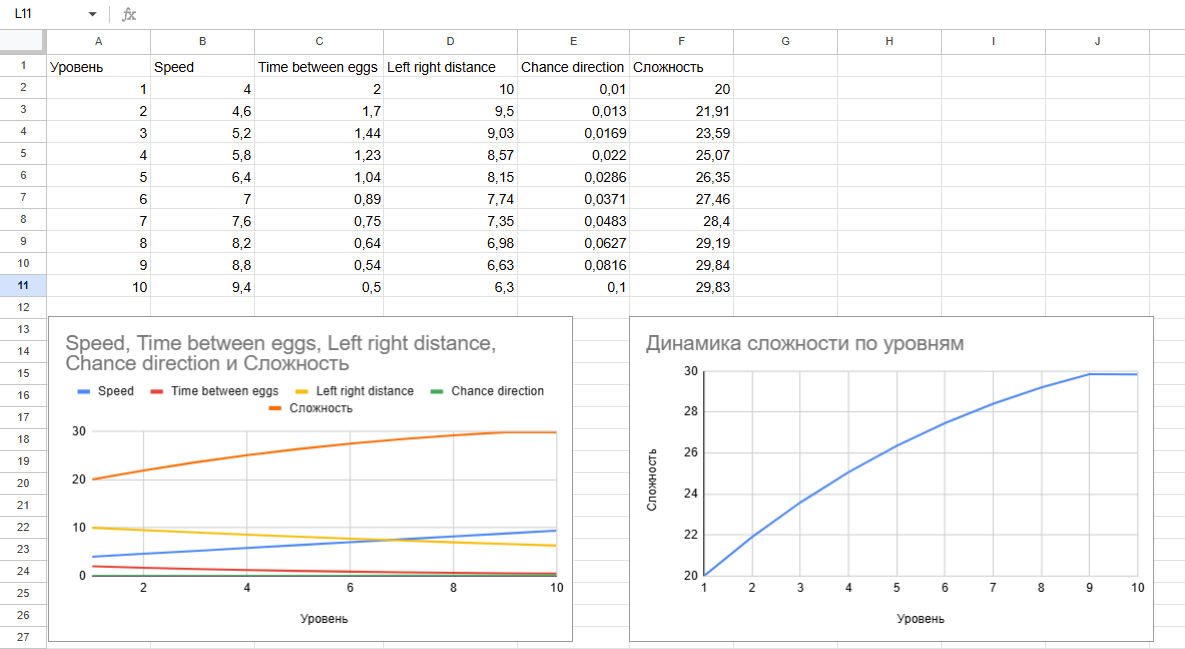 L11 fx
A B C D E F G H I J
1 Уровень Speed Time between eggs Left right distance Chance direction Сложность
2 1 4 2 10 0,01 20
3 2 4,6 1,7 9,5 0,013 21,91
4 3 5,2 1,44 9,03 0,0169 23,59
5 4 5,8 1,23 8,57 0,022 25,07
6 5 6,4 1,04 8,15 0,0286 26,35
7 6 7 0,89 7,74 0,0371 27,46
8 7 7,6 0,75 7,35 0,0483 28,4
9 8 8,2 0,64 6,98 0,0627 29,19
10 9 8,8 0,54 6,63 0,0816 29,84
11 10 9,4 0,5 6,3 0,1 29,83
12
13
14
15
16
17
18
19
20
21
22
23
24
25
26
27
Speed, Time between eggs, Left right distance,
Chance direction и Сложность
Speed Time between eggs Left right distance Chance direction
Сложность
30
20
10
0
2 4 6 8 10
Уровень
Динамика сложности по уровням
Сложность
30
28
26
24
22
20
1 2 3 4 5 6 7 8 9 10
Уровень